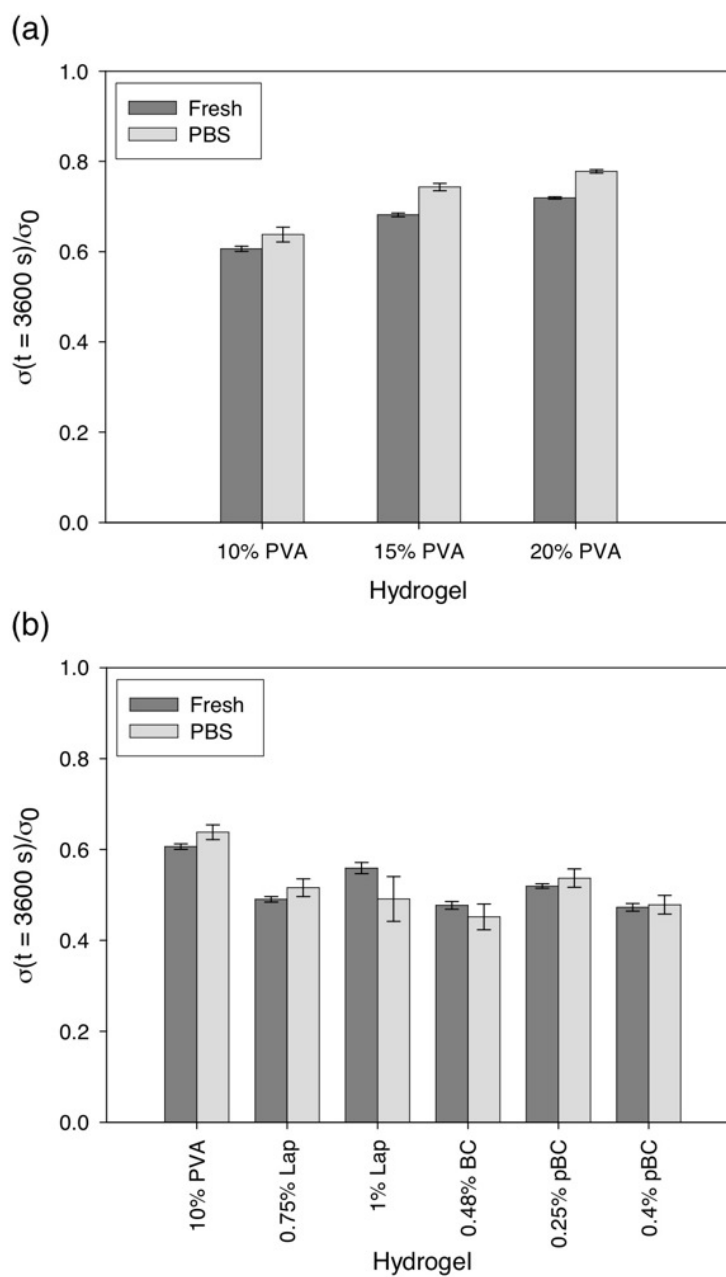 (a)
1.0
Fresh
PBS
0.8
0.6
0.4
0.2
0.0
σ(t = 3600 s)/σ0
10% PVA 15% PVA 20% PVA
Hydrogel
(b)
1.0
Fresh
PBS
0.8
0.6
0.4
0.2
0.0
σ(t = 3600 s)/σ0
10% PVA
0.75% Lap
1% Lap
0.48% BC
0.25% pBC
0.4% pBC
Hydrogel